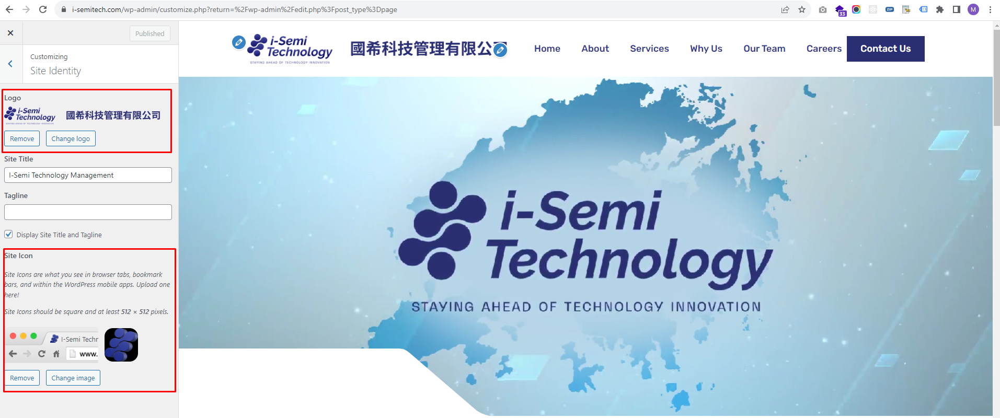 i-semitech.com/wp-admin/customize.php?return=%2Fwp-admin%2Fedit.php%3Fpost_type%3Dpage
33
ZIP
M
Published
Customizing
Site Identity
Logo
i-Semi
Technology
STAYING AHEAD OF TECHNOLOGY INNOVATION
國希科技管理有限公司
Remove
Change logo
Site Title
I-Semi Technology Management
Tagline
Display Site Title and Tagline
Site Icon
Site Icons are what you see in browser tabs, bookmark
bars, and within the WordPress mobile apps. Upload one
here!
Site Icons should be square and at least 512 × 512 pixels.
I-Semi Techr
www.
Remove
Change image
i-Semi
Technology
STAYING AHEAD OF TECHNOLOGY INNOVATION
國希科技管理有限公
Home About Services Why Us Our Team Careers Contact Us
i-Semi
Technology
STAYING AHEAD OF TECHNOLOGY INNOVATION